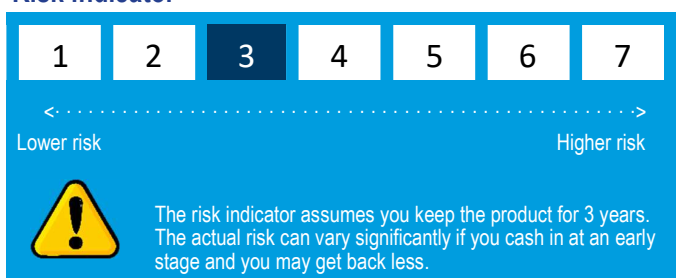 Risk Indicator
1 2 3 4 5 6 7
<·····················································>
Lower risk Higher risk
The risk indicator assumes you keep the product for 3 years.
The actual risk can vary significantly if you cash in at an early
stage and you may get back less.